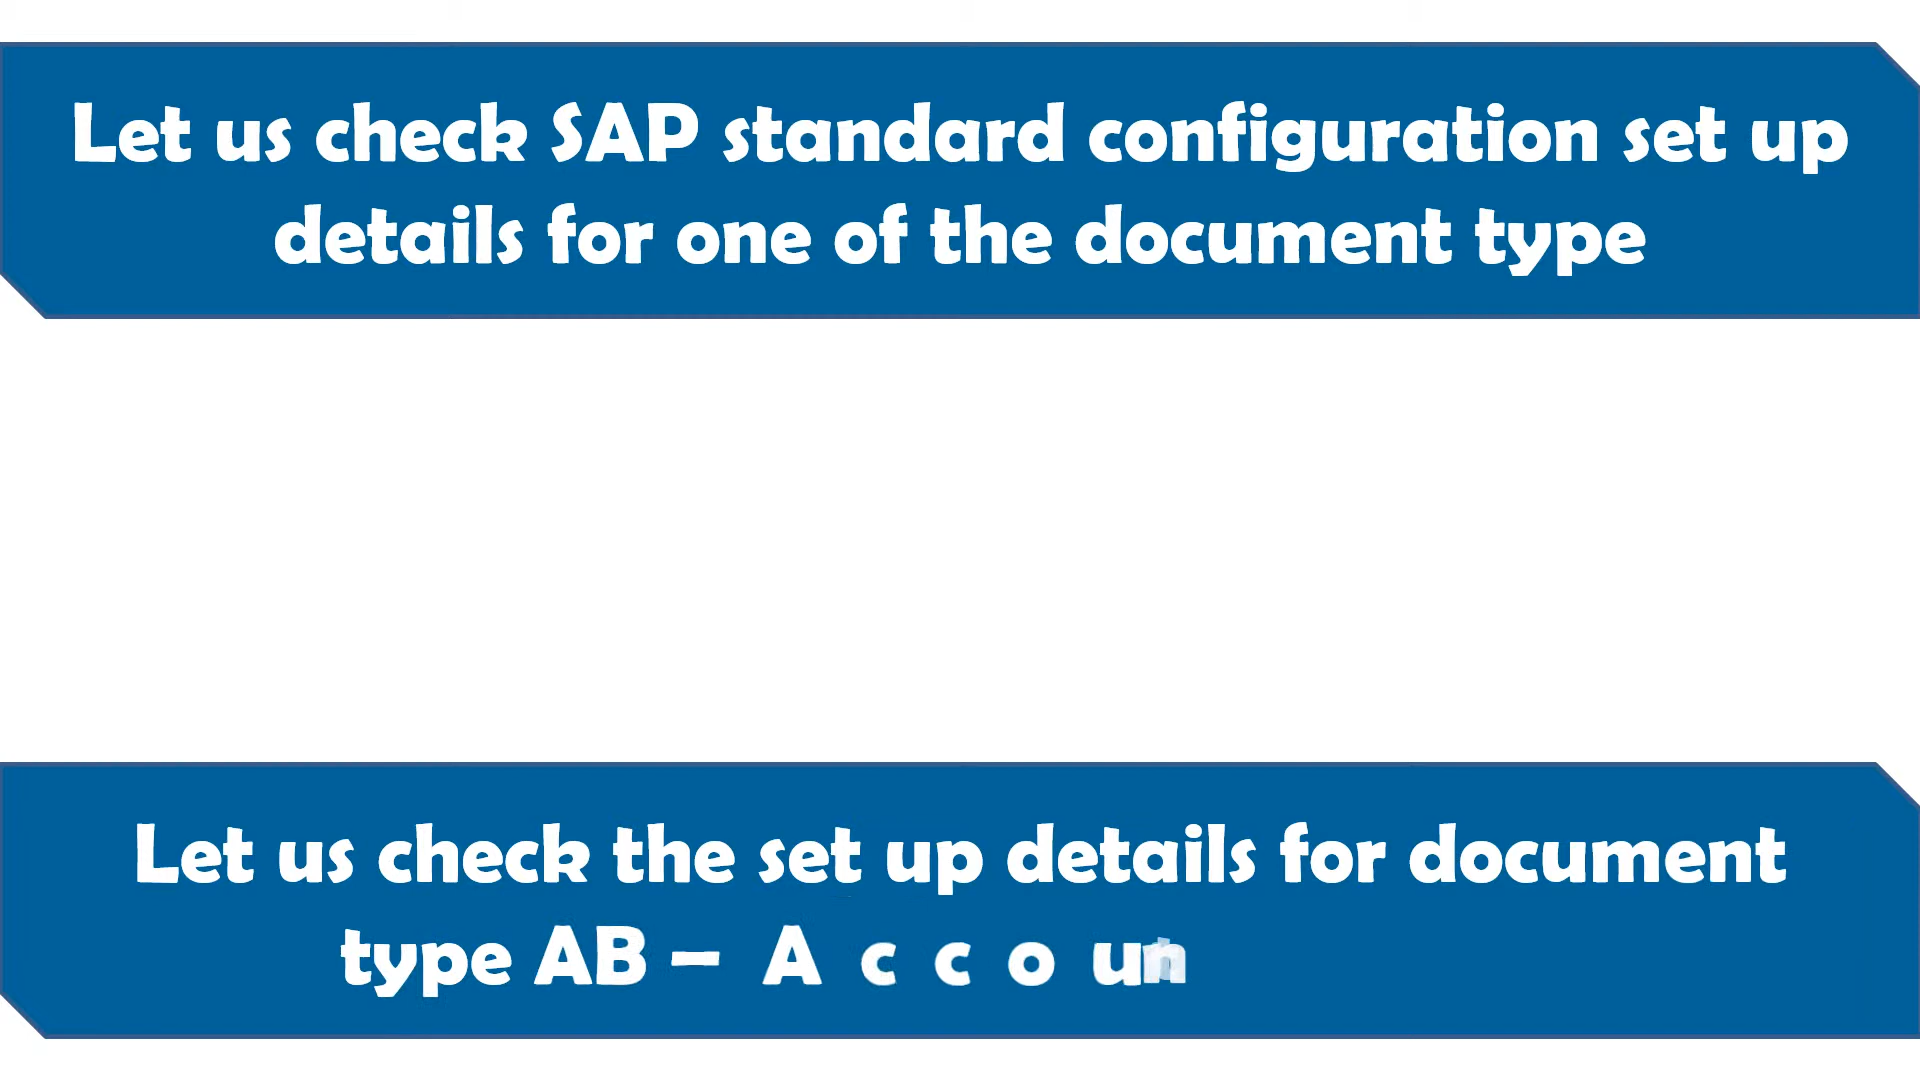 Let us check SAP standard configuration set up
details for one of the document type
Let us check the set up details for document
type AB – A c c o u n